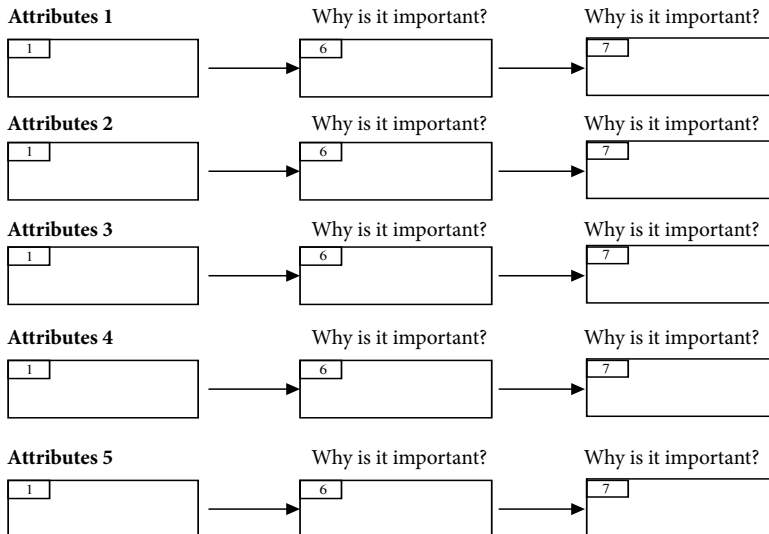 Attributes 1 Why is it important? Why is it important?
1 6 7
Attributes 2 Why is it important? Why is it important?
1 6 7
Attributes 3 Why is it important? Why is it important?
1 6 7
Attributes 4 Why is it important? Why is it important?
1 6 7
Attributes 5 Why is it important? Why is it important?
1 6 7